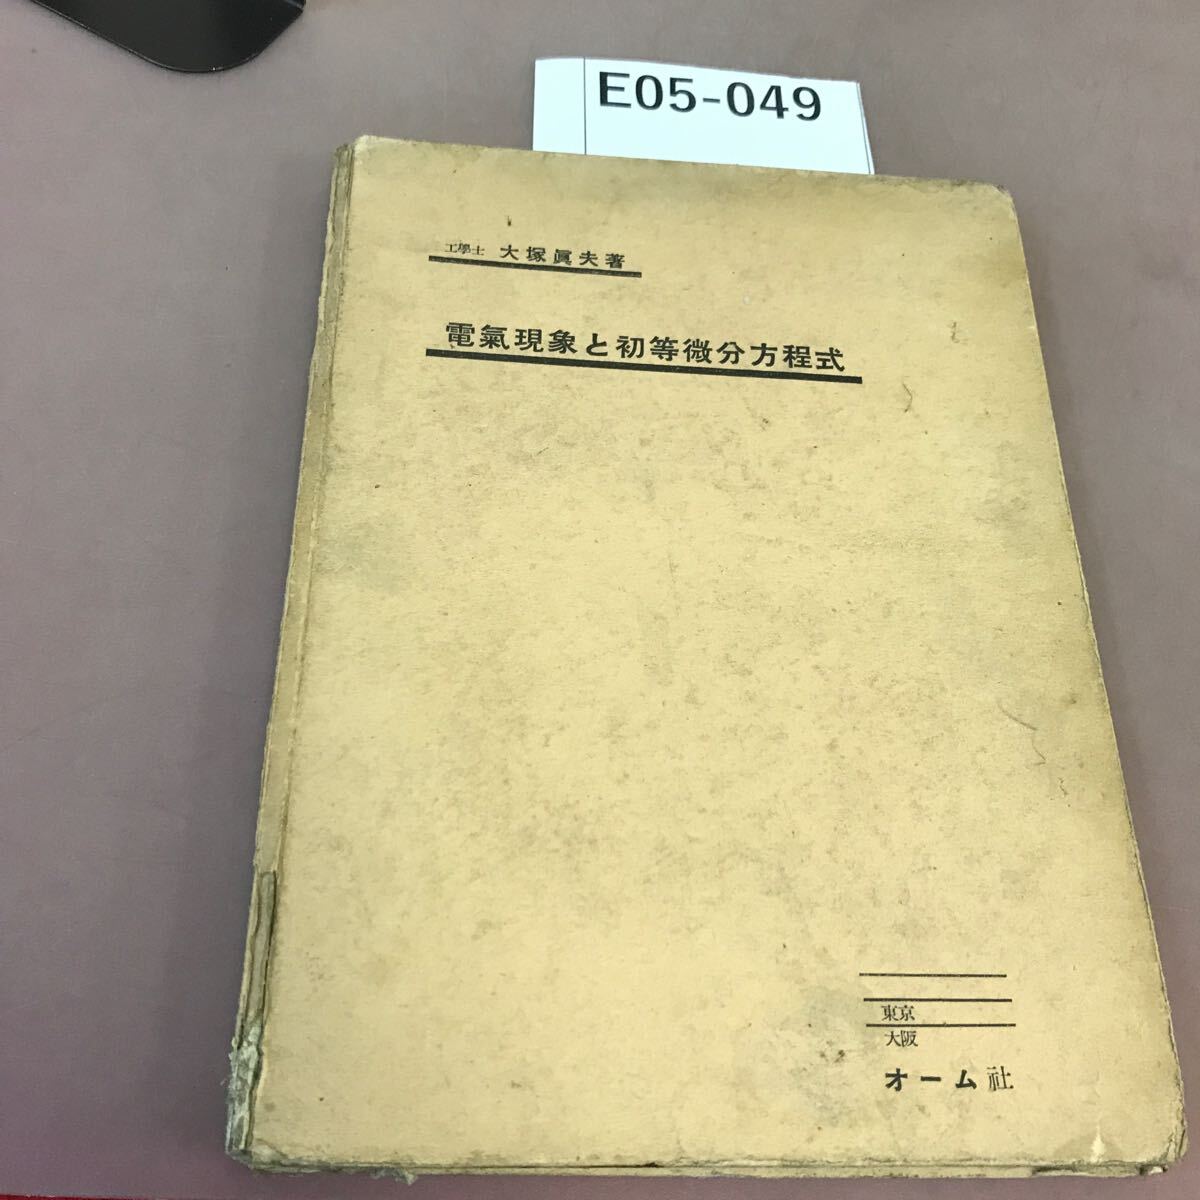 E05-049
工學士 大塚眞夫著
電氣現象と初等微分方程式
東京
大阪
オーム社